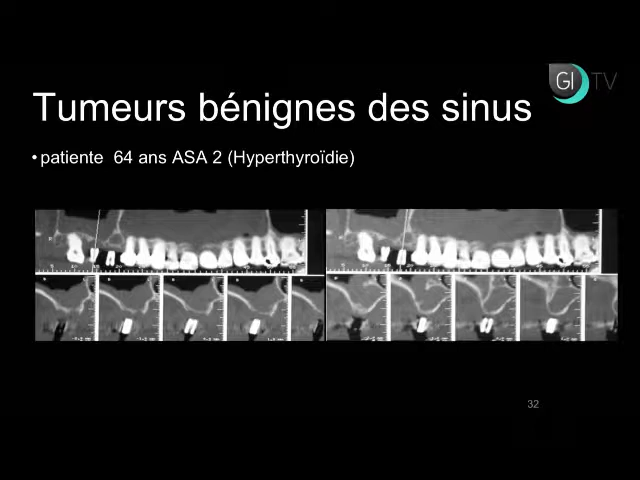 GI TV
Tumeurs bénignes des sinus
• patiente 64 ans ASA 2 (Hyperthyroïdie)
32